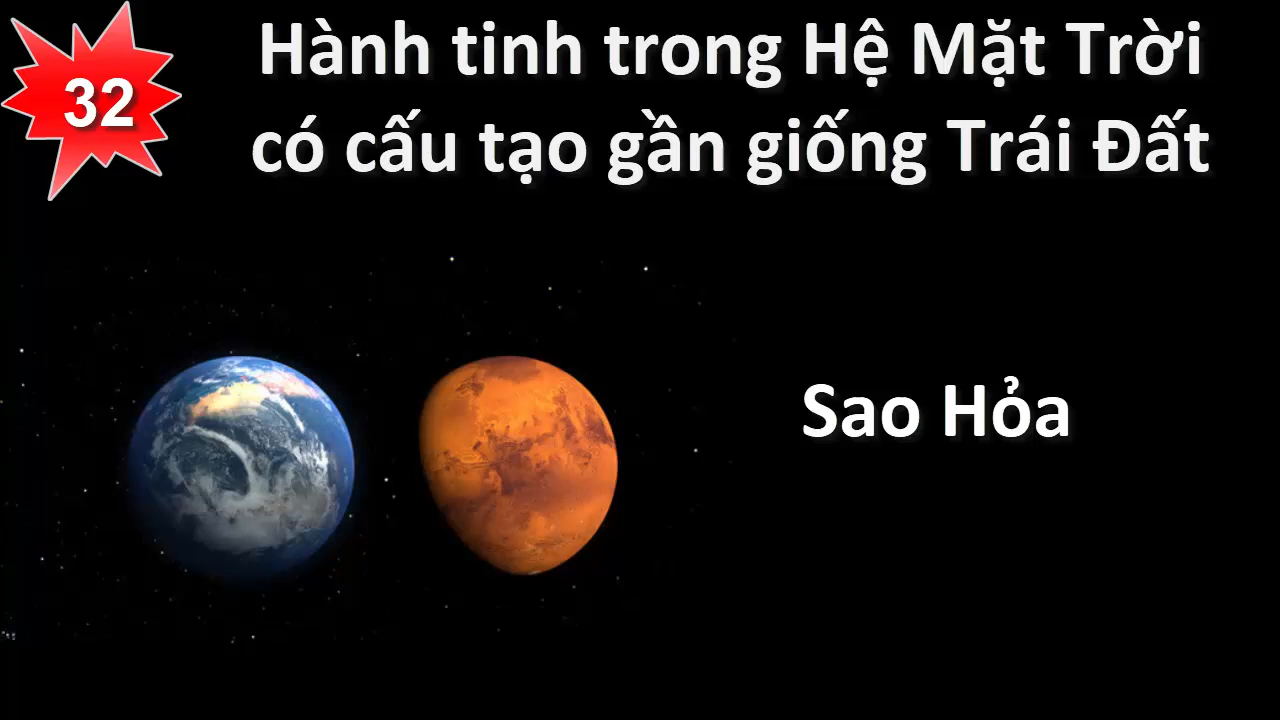 32
Hành tinh trong Hệ Mặt Trời
có cấu tạo gần giống Trái Đất
Sao Hỏa